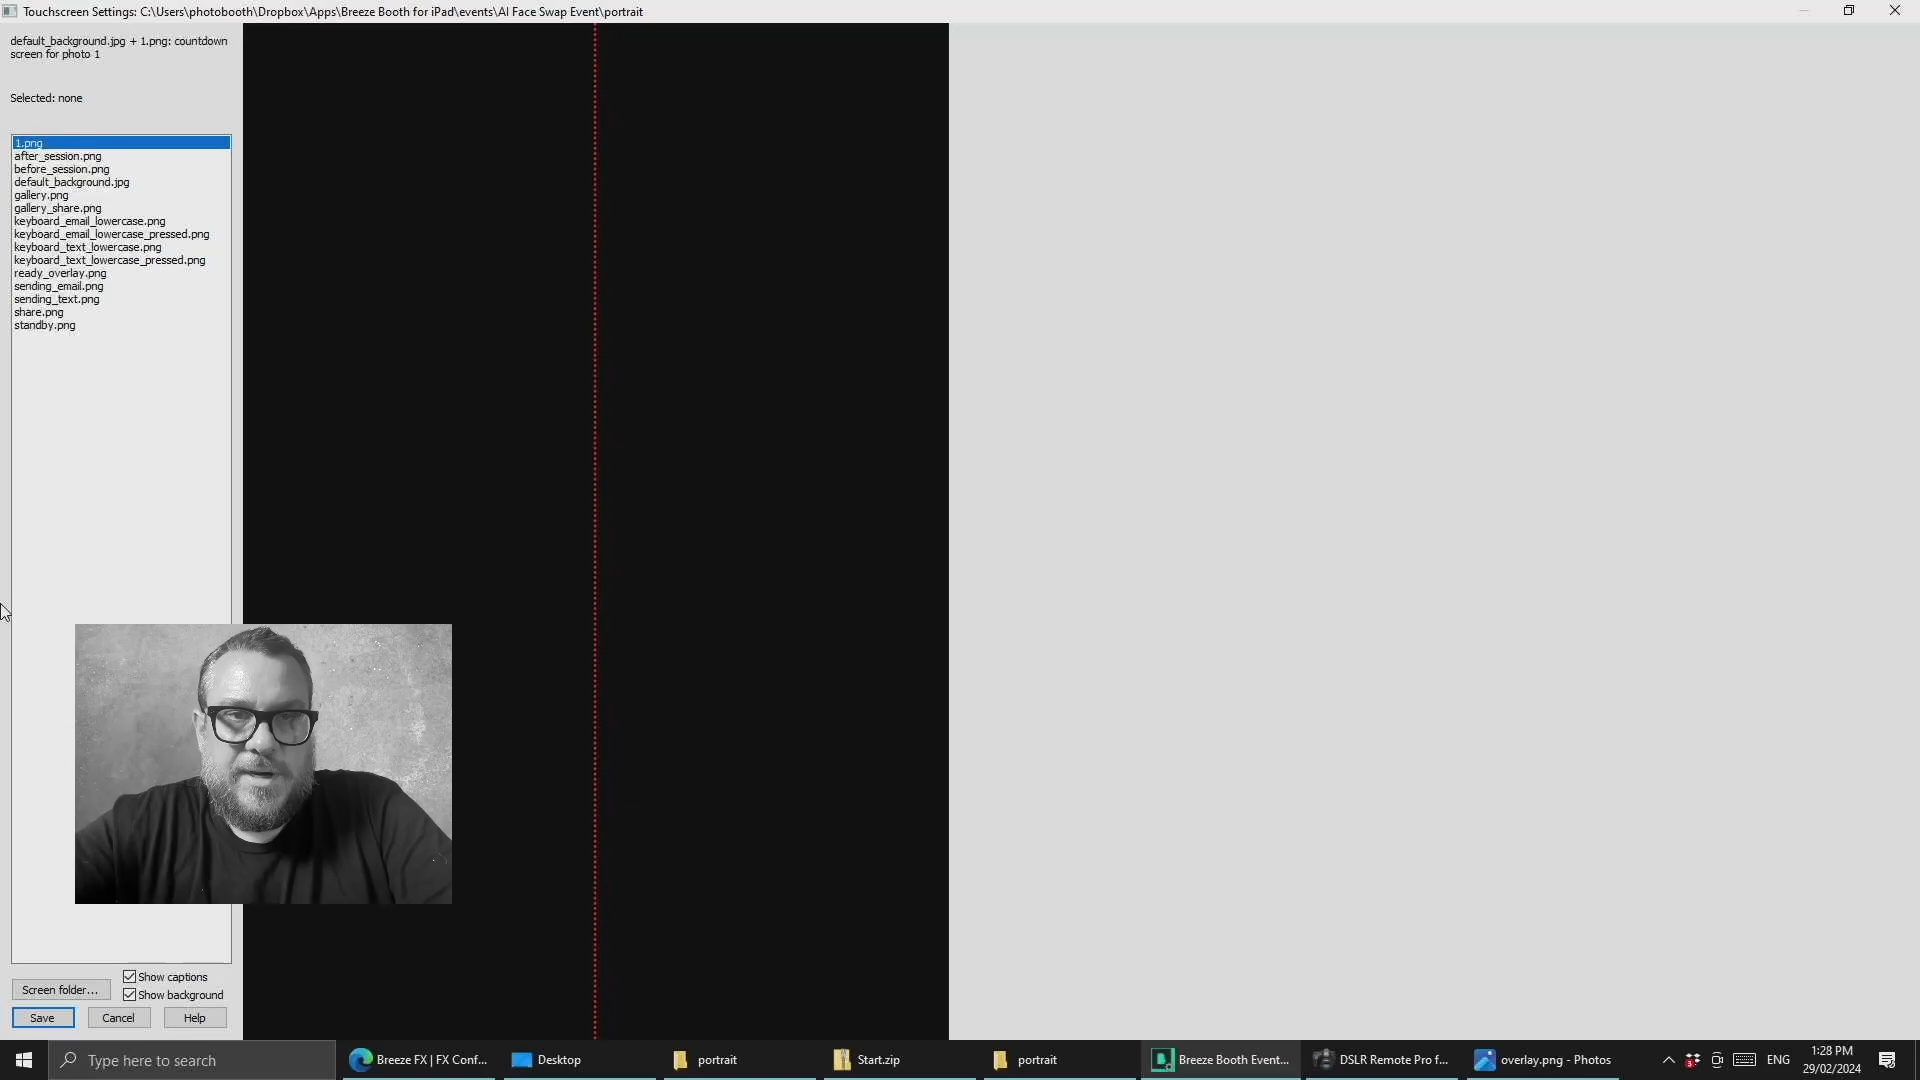 Touchscreen Settings: C:\Users\photobooth\Dropbox\Apps\Breeze Booth for iPad\events\AI Face Swap Event\portrait
default_background.jpg + 1.png: countdown
screen for photo 1
Selected: none
1.png
after_session.png
before_session.png
default_background.jpg
gallery.png
gallery_share.png
keyboard_email_lowercase.png
keyboard_email_lowercase_pressed.png
keyboard_text_lowercase.png
keyboard_text_lowercase_pressed.png
ready_overlay.png
sending_email.png
sending_text.png
share.png
standby.png
Screen folder...
Show captions
Show background
Save
Cancel
Help
Type here to search
Breeze FX | FX Conf...
Desktop
portrait
Start.zip
portrait
Breeze Booth Event...
DSLR Remote Pro f...
overlay.png - Photos
ENG
1:28 PM
29/02/2024